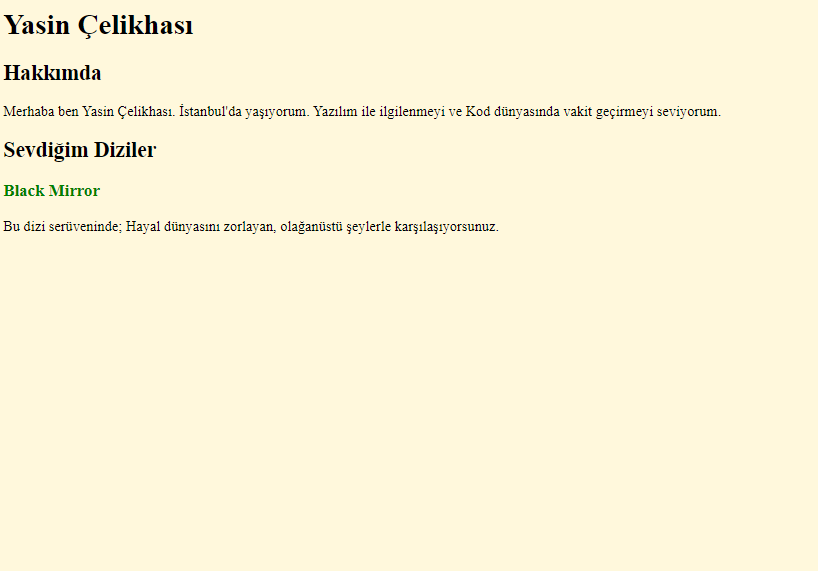 Yasin Çelikhası
Hakkımda
Merhaba ben Yasin Çelikhası. İstanbul'da yaşıyorum. Yazılım ile ilgilenmeyi ve Kod dünyasında vakit geçirmeyi seviyorum.
Sevdiğim Diziler
Black Mirror
Bu dizi serüveninde; Hayal dünyasını zorlayan, olağanüstü şeylerle karşılaşıyorsunuz.